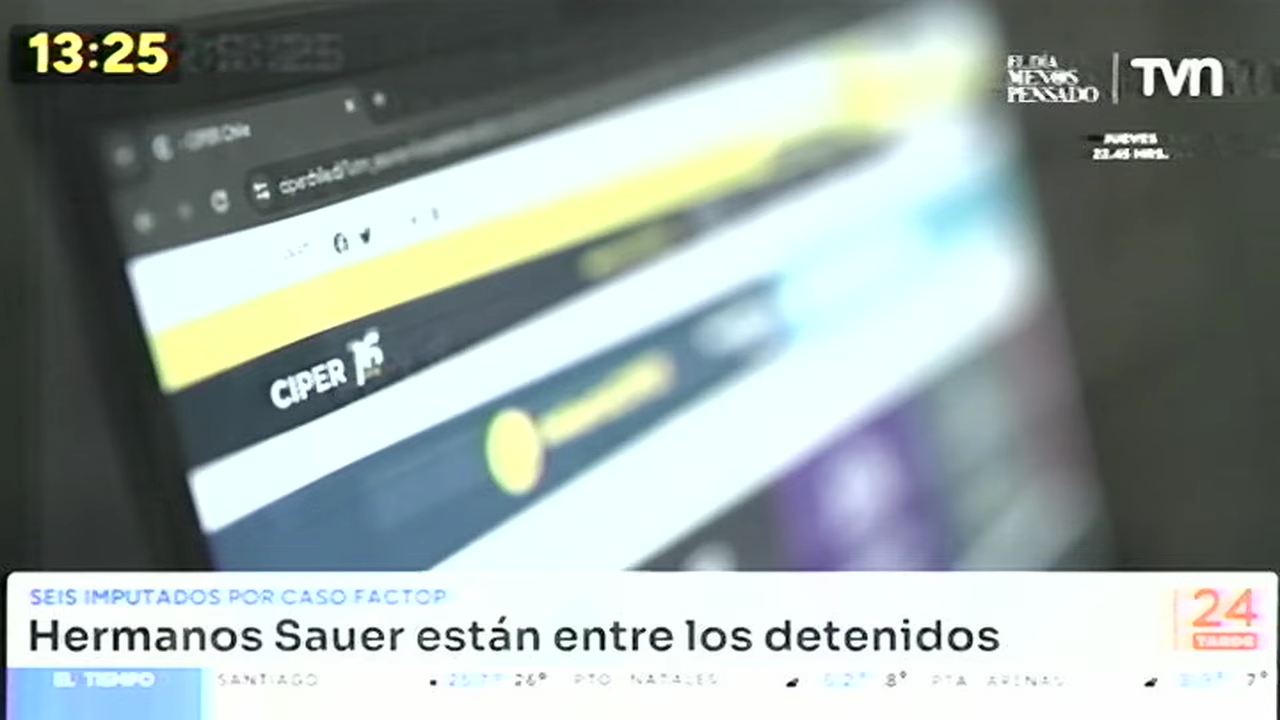 13:25
EL DÍA
MENOS
PENSADO
TVN
JUEVES
22.45 HRS.
CIPER
SEIS IMPUTADOS POR CASO FACTOP
Hermanos Sauer están entre los detenidos
24
TARDE
EL TIEMPO SANTIAGO 26° PTO NATALES 8° PTA ARENAS 7°